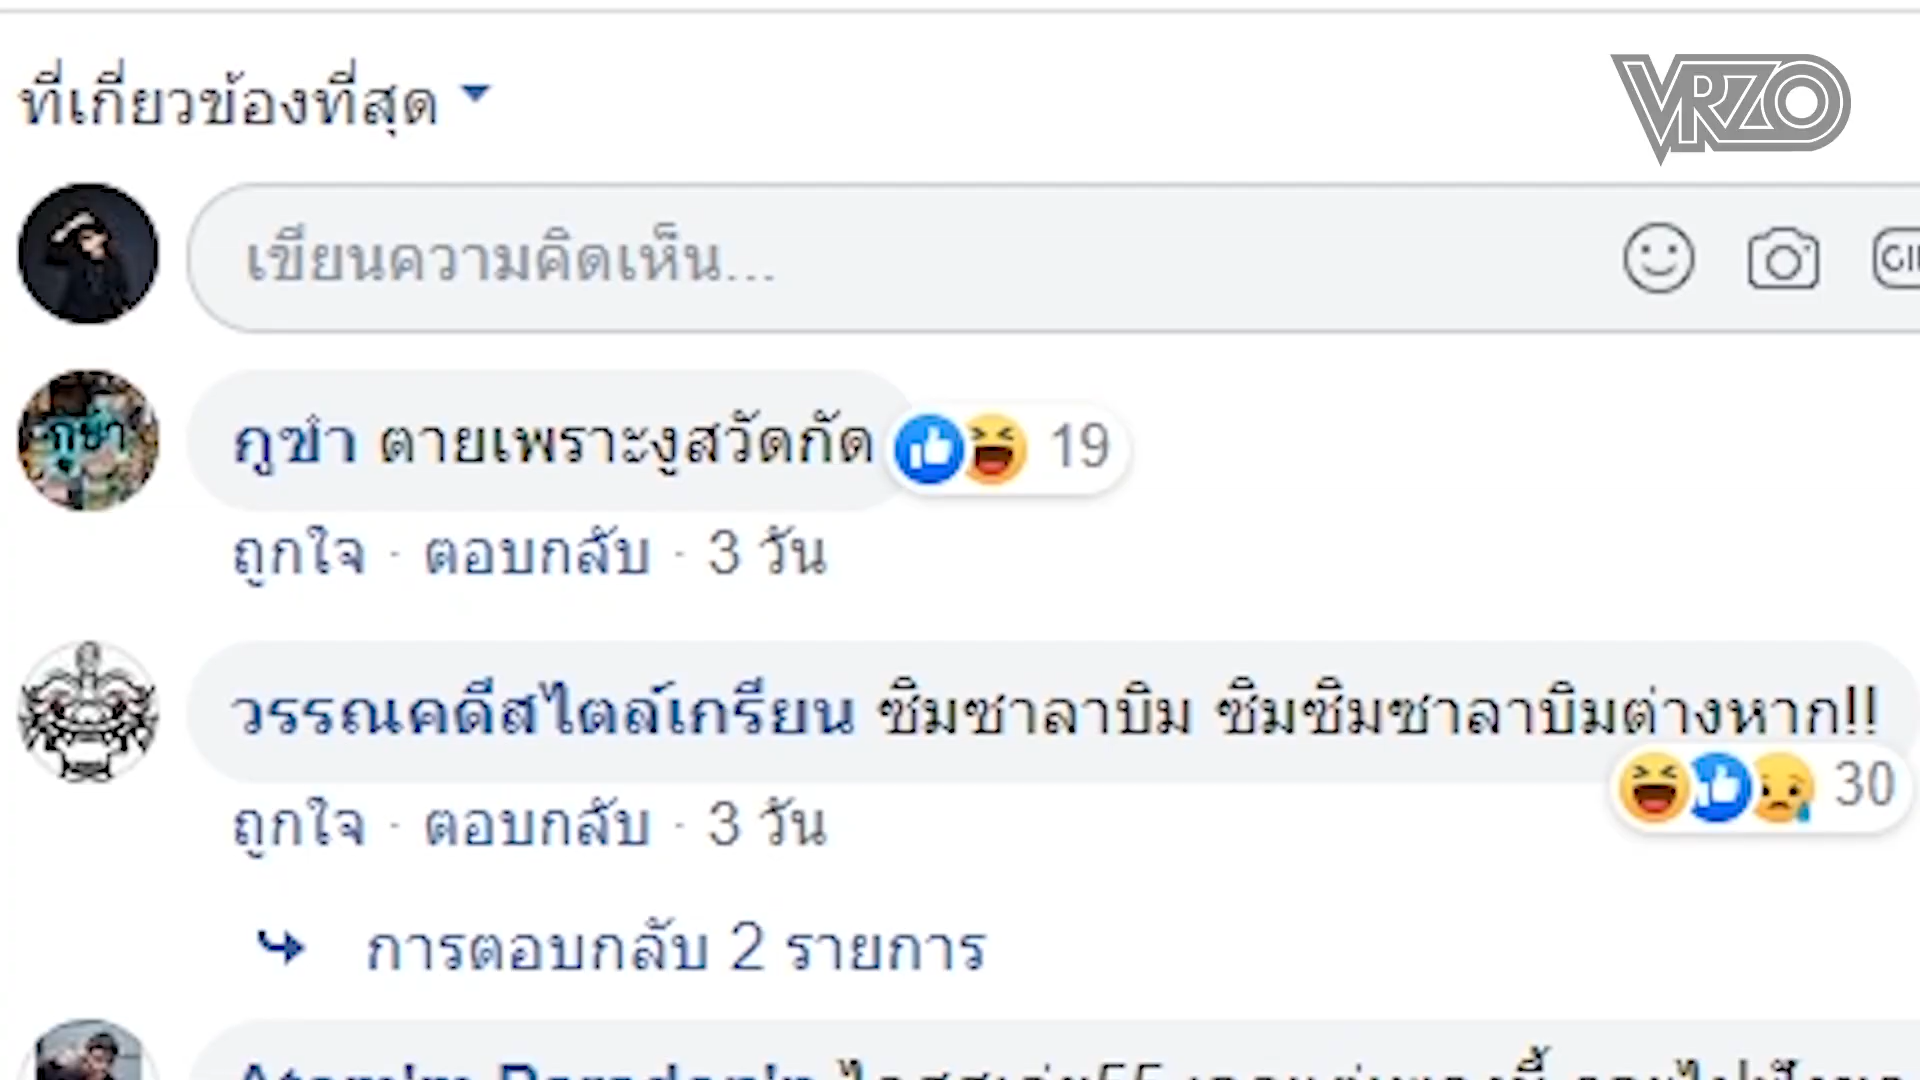 ที่เกี่ยวข้องที่สุด
VRZO
เขียนความคิดเห็น...
กูขำ ตายเพราะงูสวัดกัด 19
ถูกใจ · ตอบกลับ · 3 วัน
วรรณคดีสไตล์เกรียน ซิมซาลาบิม ซิมซิมซาลาบิมต่างหาก!!
30
ถูกใจ · ตอบกลับ · 3 วัน
การตอบกลับ 2 รายการ